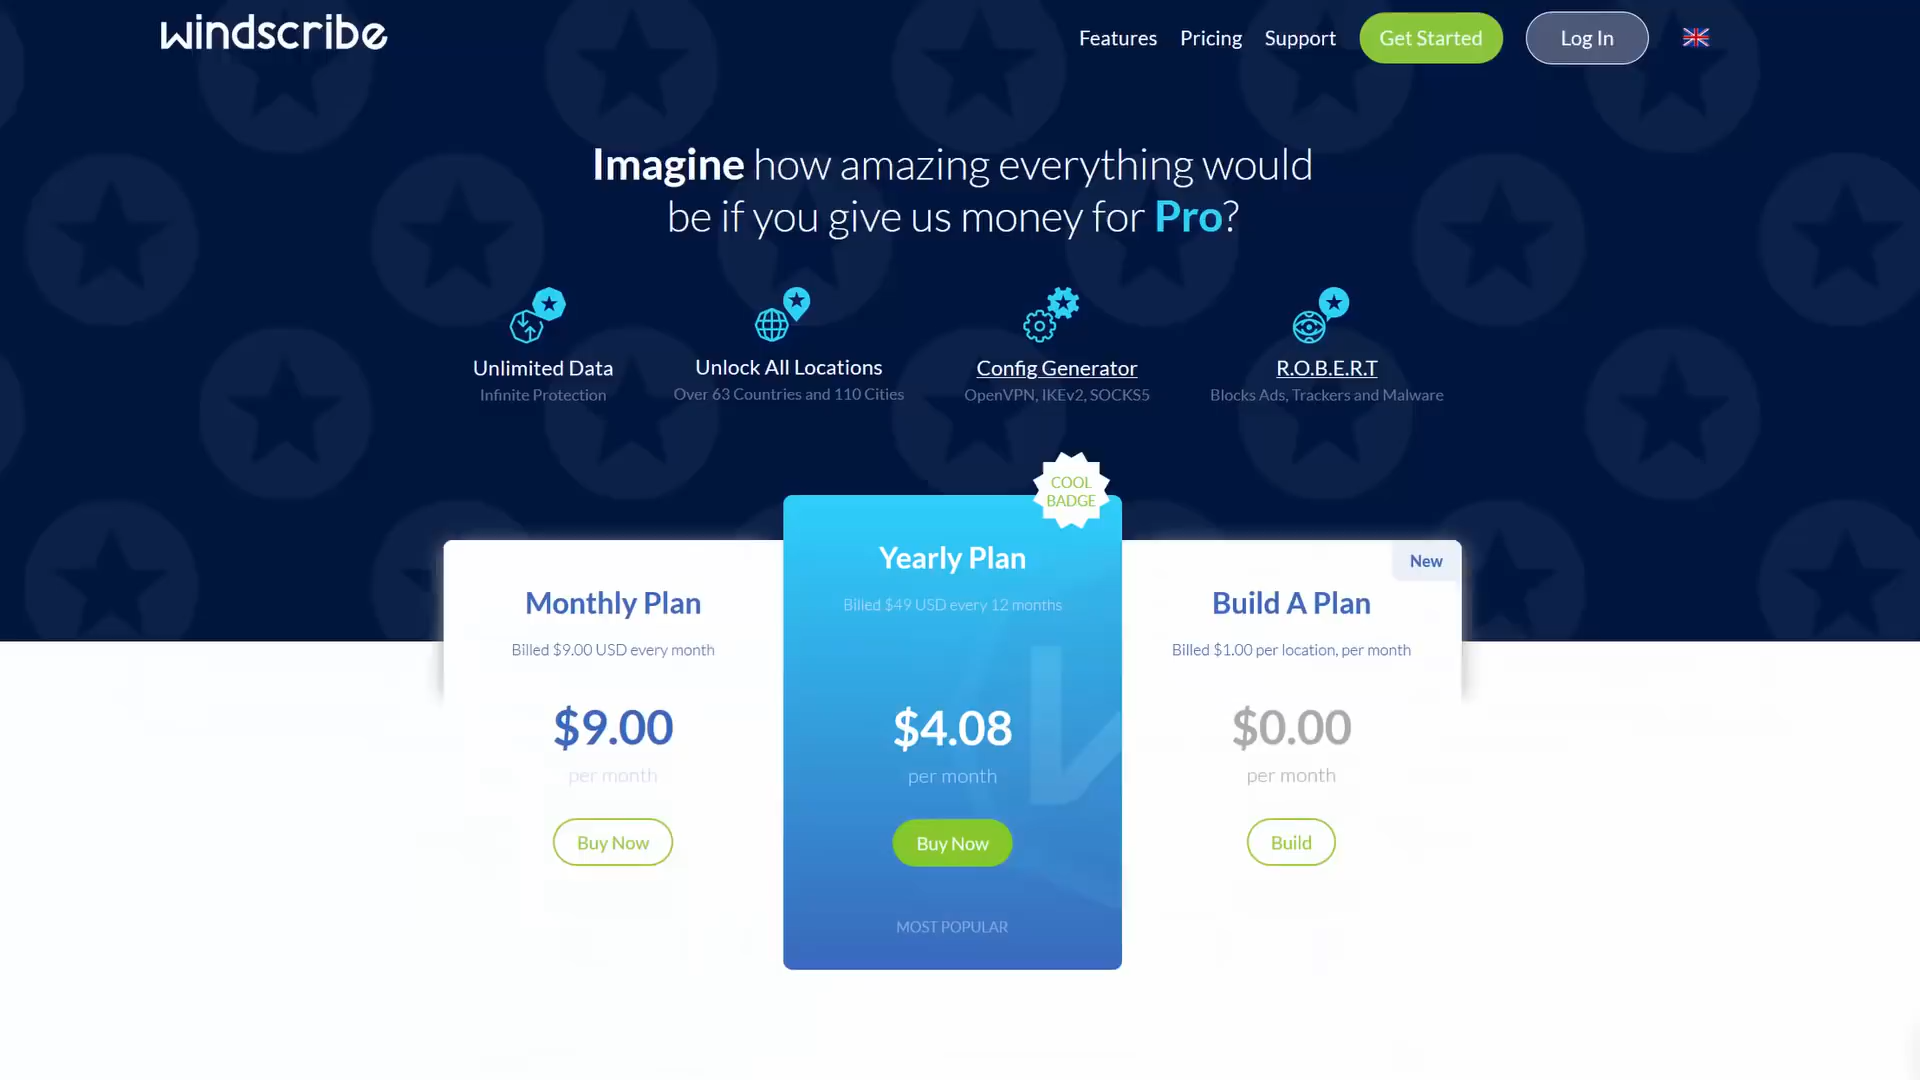 windscribe
Features Pricing Support Get Started Log In
Imagine how amazing everything would
be if you give us money for Pro?
Unlimited Data
Infinite Protection
Unlock All Locations
Over 63 Countries and 110 Cities
Config Generator
OpenVPN, IKEv2, SOCKS5
R.O.B.E.R.T
Blocks Ads, Trackers and Malware
Monthly Plan
Billed $9.00 USD every month
$9.00
per month
Buy Now
COOL
BADGE
Yearly Plan
Billed $49 USD every 12 months
$4.08
per month
Buy Now
MOST POPULAR
New
Build A Plan
Billed $1.00 per location, per month
$0.00
per month
Build